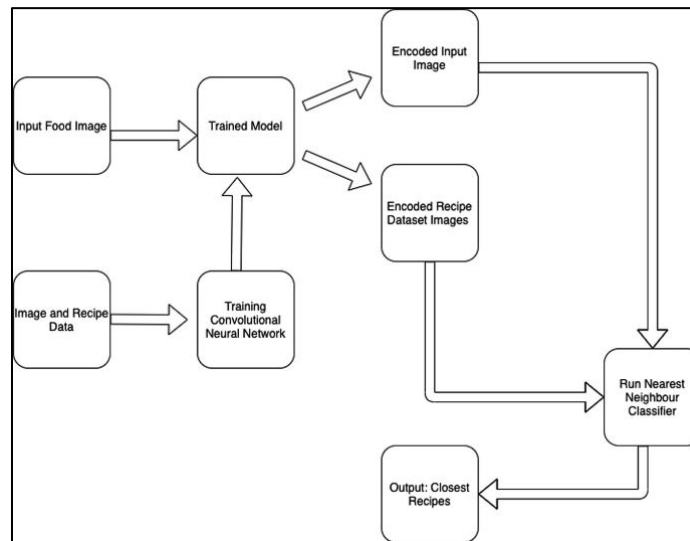 Encoded Input
Image
Input Food Image
Trained Model
Encoded Recipe
Dataset Images
Image and Recipe
Data
Training
Convolutional
Neural Network
Run Nearest
Neighbour
Classifier
Output: Closest
Recipes